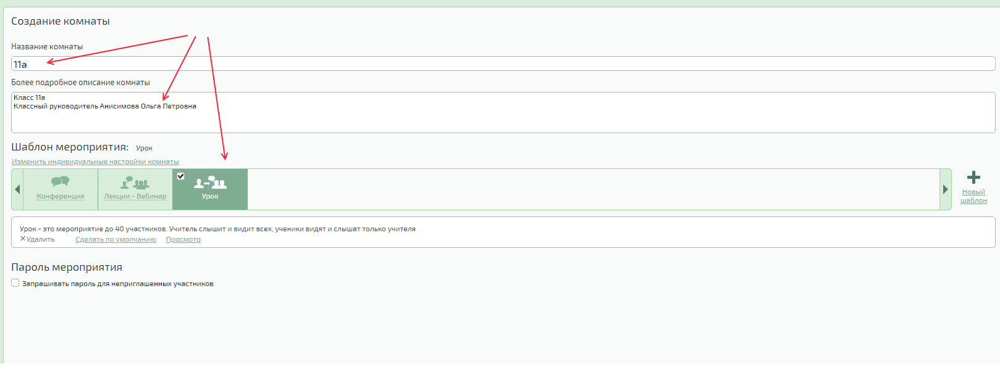 Создание комнаты
Название комнаты
11а
Более подробное описание комнаты
Класс 11а
Классный руководитель Анисимова Ольга Петровна
Шаблон мероприятия: Урок
Изменить индивидуальные настройки комнаты
Конференция
Лекции - Вебинар
Урок
Новый
шаблон
Урок - это мероприятие до 40 участников. Учитель слышит и видит всех, ученики видят и слышат только учителя
✕Удалить Сделать по умолчанию Просмотр
Пароль мероприятия
Запрашивать пароль для неприглашенных участников